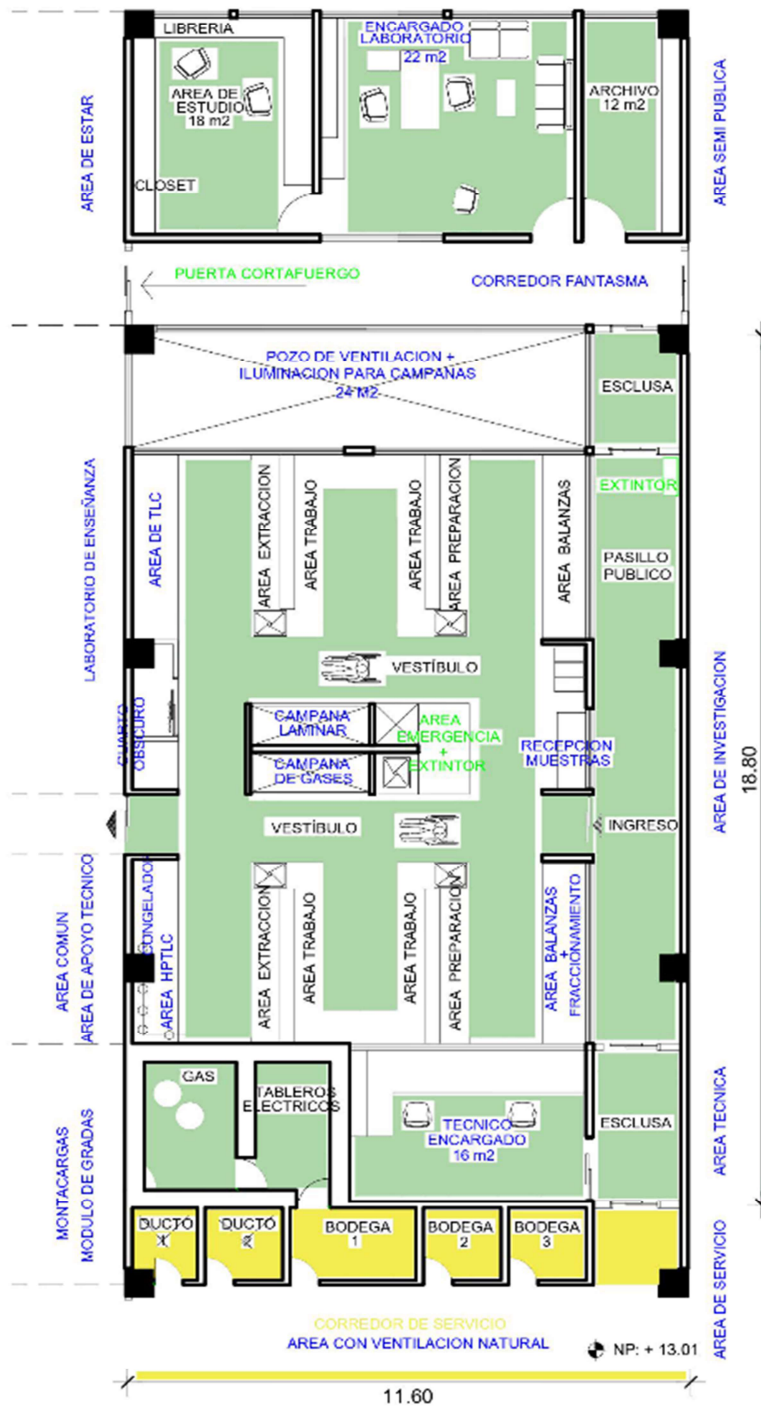 LIBRERIA
ENCARGADO
LABORATORIO
22 m2
AREA DE
ESTUDIO
18 m2
ARCHIVO
12 m2
CLOSET
AREA DE ESTAR
AREA SEMI PUBLICA
PUERTA CORTAFUERGO
CORREDOR FANTASMA
POZO DE VENTILACION +
ILUMINACION PARA CAMPAÑAS
24 M2
ESCLUSA
EXTINTOR
PASILLO
PUBLICO
LABORATORIO DE ENSEÑANZA
AREA DE TLC
AREA EXTRACCION
AREA TRABAJO
AREA TRABAJO
AREA PREPARACION
AREA BALANZAS
VESTÍBULO
CUARTO
OBSCURO
CAMPANA
LAMINAR
CAMPANA
DE GASES
AREA
EMERGENCIA
+
EXTINTOR
RECEPCION
MUESTRAS
AREA DE INVESTIGACION
18.80
VESTÍBULO
INGRESO
AREA COMUN
AREA DE APOYO TECNICO
CONGELADOR
AREA HPTLC
AREA EXTRACCION
AREA TRABAJO
AREA TRABAJO
AREA PREPARACION
AREA BALANZAS
+
FRACCIONAMIENTO
GAS
TABLEROS
ELECTRICOS
TECNICO
ENCARGADO
16 m2
ESCLUSA
AREA TECNICA
MONTACARGAS
MODULO DE GRADAS
DUCTO
1
DUCTO
2
BODEGA
1
BODEGA
2
BODEGA
3
AREA DE SERVICIO
CORREDOR DE SERVICIO
AREA CON VENTILACION NATURAL
NP: + 13.01
11.60